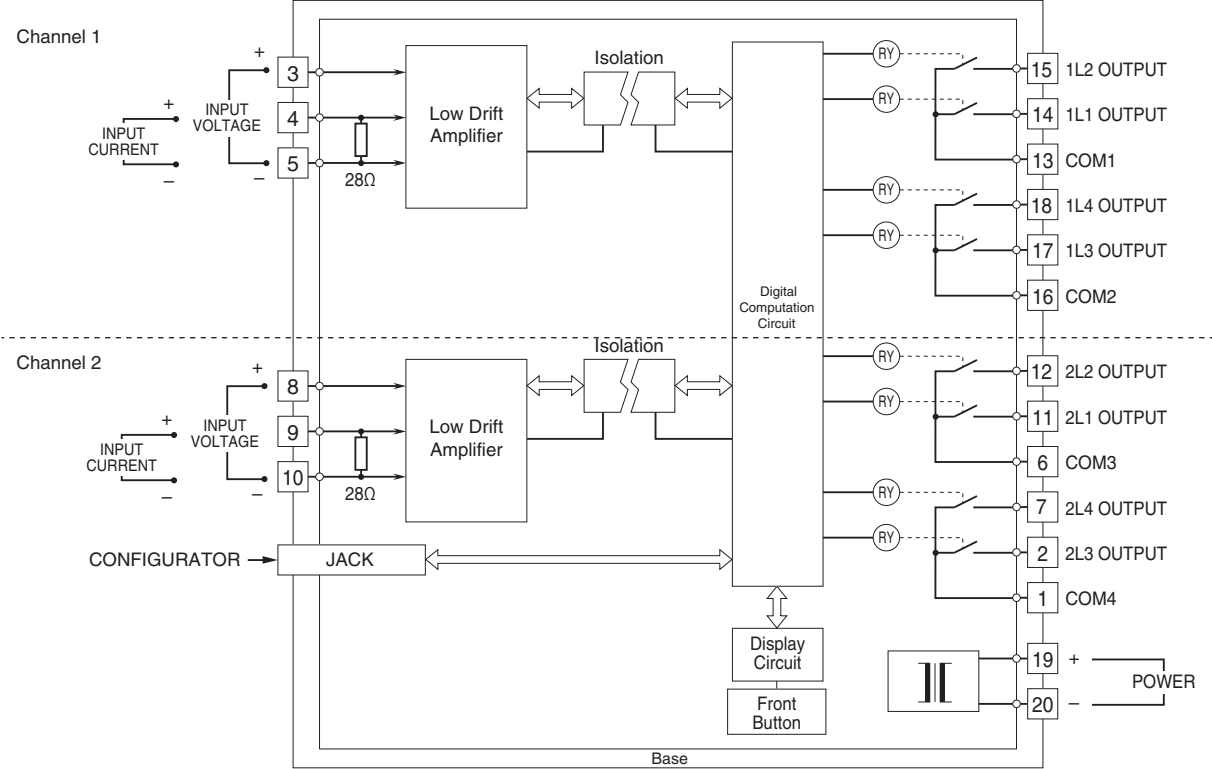 Channel 1
+
3
Isolation
RY
15 1L2 OUTPUT
+
INPUT
VOLTAGE
4
Low Drift
Amplifier
RY
14 1L1 OUTPUT
INPUT
CURRENT
–
–
5
28Ω
13 COM1
RY
18 1L4 OUTPUT
RY
17 1L3 OUTPUT
Digital
Computation
Circuit
16 COM2
Channel 2
+
8
Isolation
RY
12 2L2 OUTPUT
+
INPUT
VOLTAGE
9
Low Drift
Amplifier
RY
11 2L1 OUTPUT
INPUT
CURRENT
–
–
10
28Ω
6 COM3
RY
7 2L4 OUTPUT
CONFIGURATOR
JACK
RY
2 2L3 OUTPUT
1 COM4
Display
Circuit
19 +
POWER
Front
Button
20 –
Base